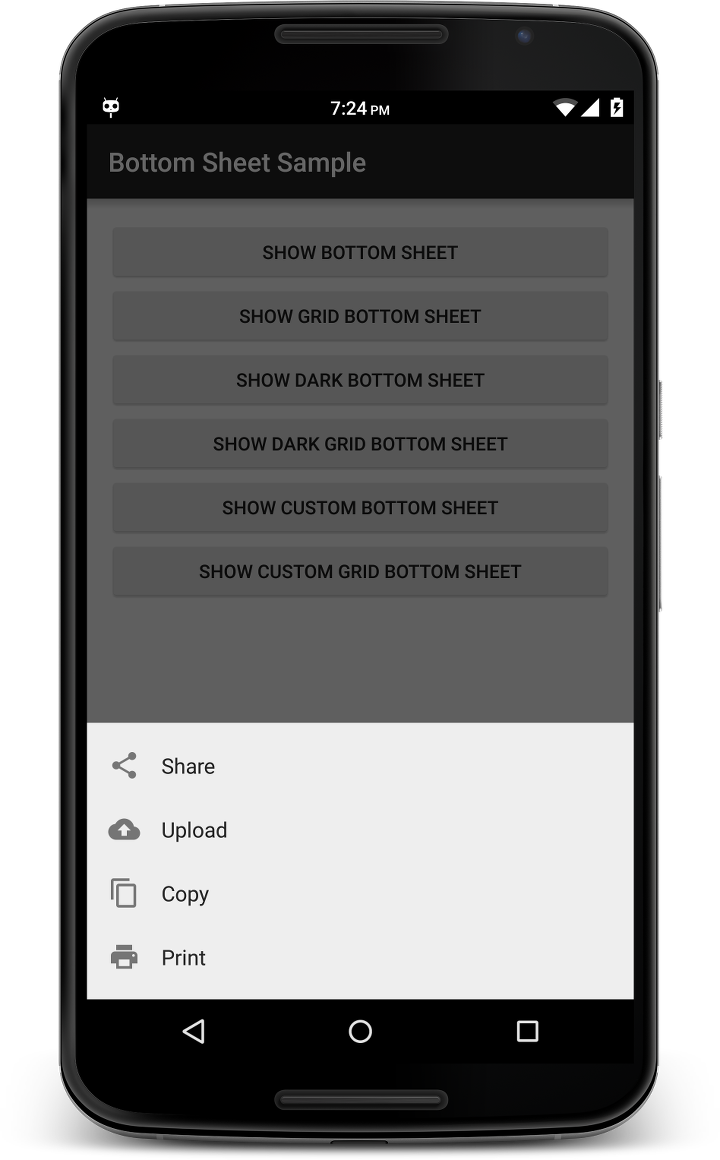 7:24 PM
Bottom Sheet Sample
SHOW BOTTOM SHEET
SHOW GRID BOTTOM SHEET
SHOW DARK BOTTOM SHEET
SHOW DARK GRID BOTTOM SHEET
SHOW CUSTOM BOTTOM SHEET
SHOW CUSTOM GRID BOTTOM SHEET
Share
Upload
Copy
Print